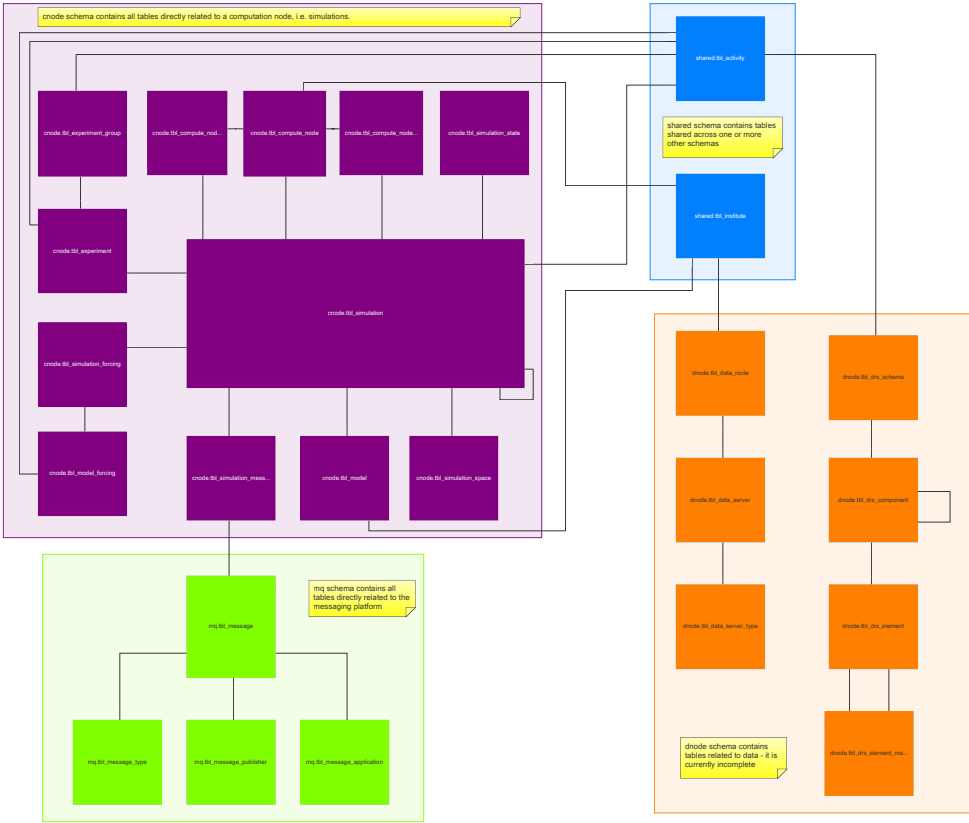 cnode schema contains all tables directly related to a computation node, i.e. simulations.
shared.tbl_activity
cnode.tbl_experiment_group
cnode.tbl_compute_nod...
cnode.tbl_compute_node
cnode.tbl_compute_node...
cnode.tbl_simulation_state
shared schema contains tables
shared across one or more
other schemas
shared.tbl_institute
cnode.tbl_experiment
cnode.tbl_simulation
cnode.tbl_simulation_forcing
cnode.tbl_model_forcing
cnode.tbl_simulation_mess...
cnode.tbl_model
cnode.tbl_simulation_space
dnode.tbl_data_node
dnode.tbl_drs_schema
dnode.tbl_data_server
dnode.tbl_drs_component
dnode.tbl_data_server_type
dnode.tbl_drs_element
dnode schema contains
tables related to data - it is
currently incomplete
dnode.tbl_drs_element_ma...
mq schema contains all
tables directly related to the
messaging platform
mq.tbl_message
mq.tbl_message_type
mq.tbl_message_publisher
mq.tbl_message_application